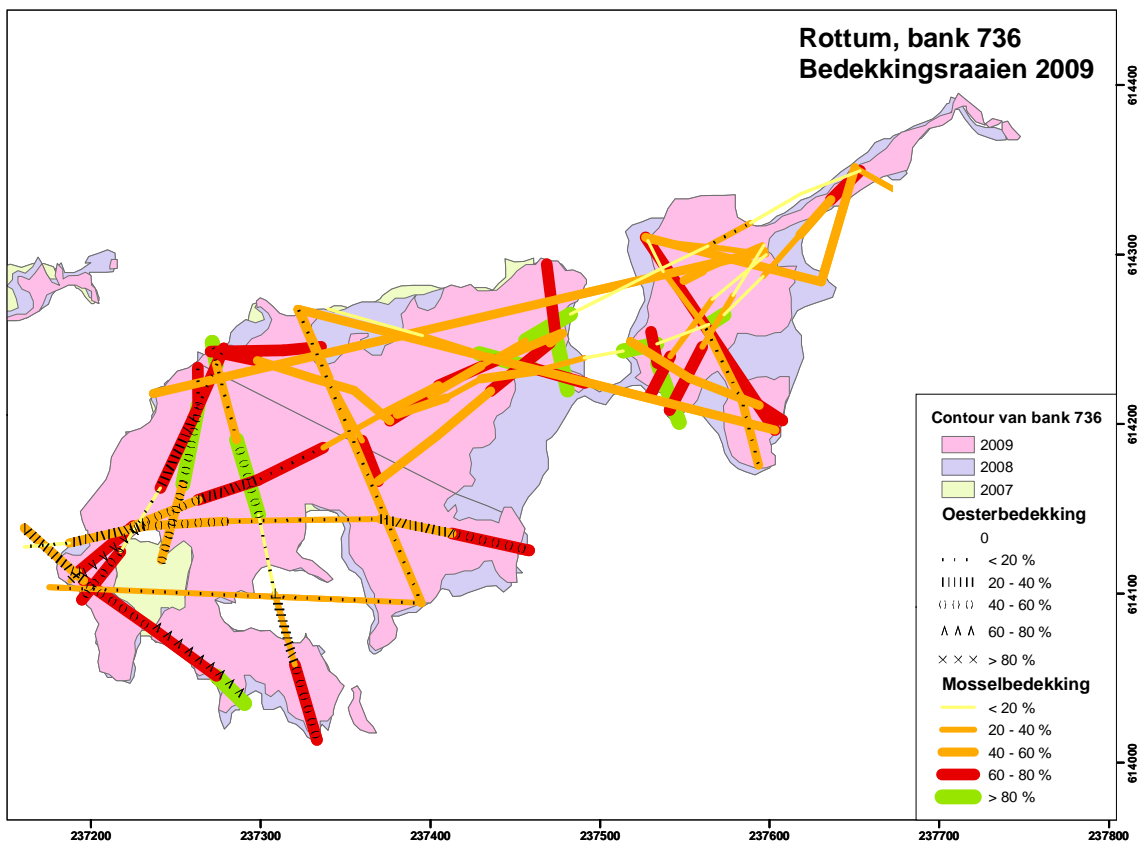 Rottum, bank 736
Bedekkingsraaien 2009
614400
614300
614200
614100
614000
Contour van bank 736
2009
2008
2007
Oesterbedekking
0
< 20 %
20 - 40 %
40 - 60 %
60 - 80 %
> 80 %
Mosselbedekking
< 20 %
20 - 40 %
40 - 60 %
60 - 80 %
> 80 %
237200 237300 237400 237500 237600 237700 237800